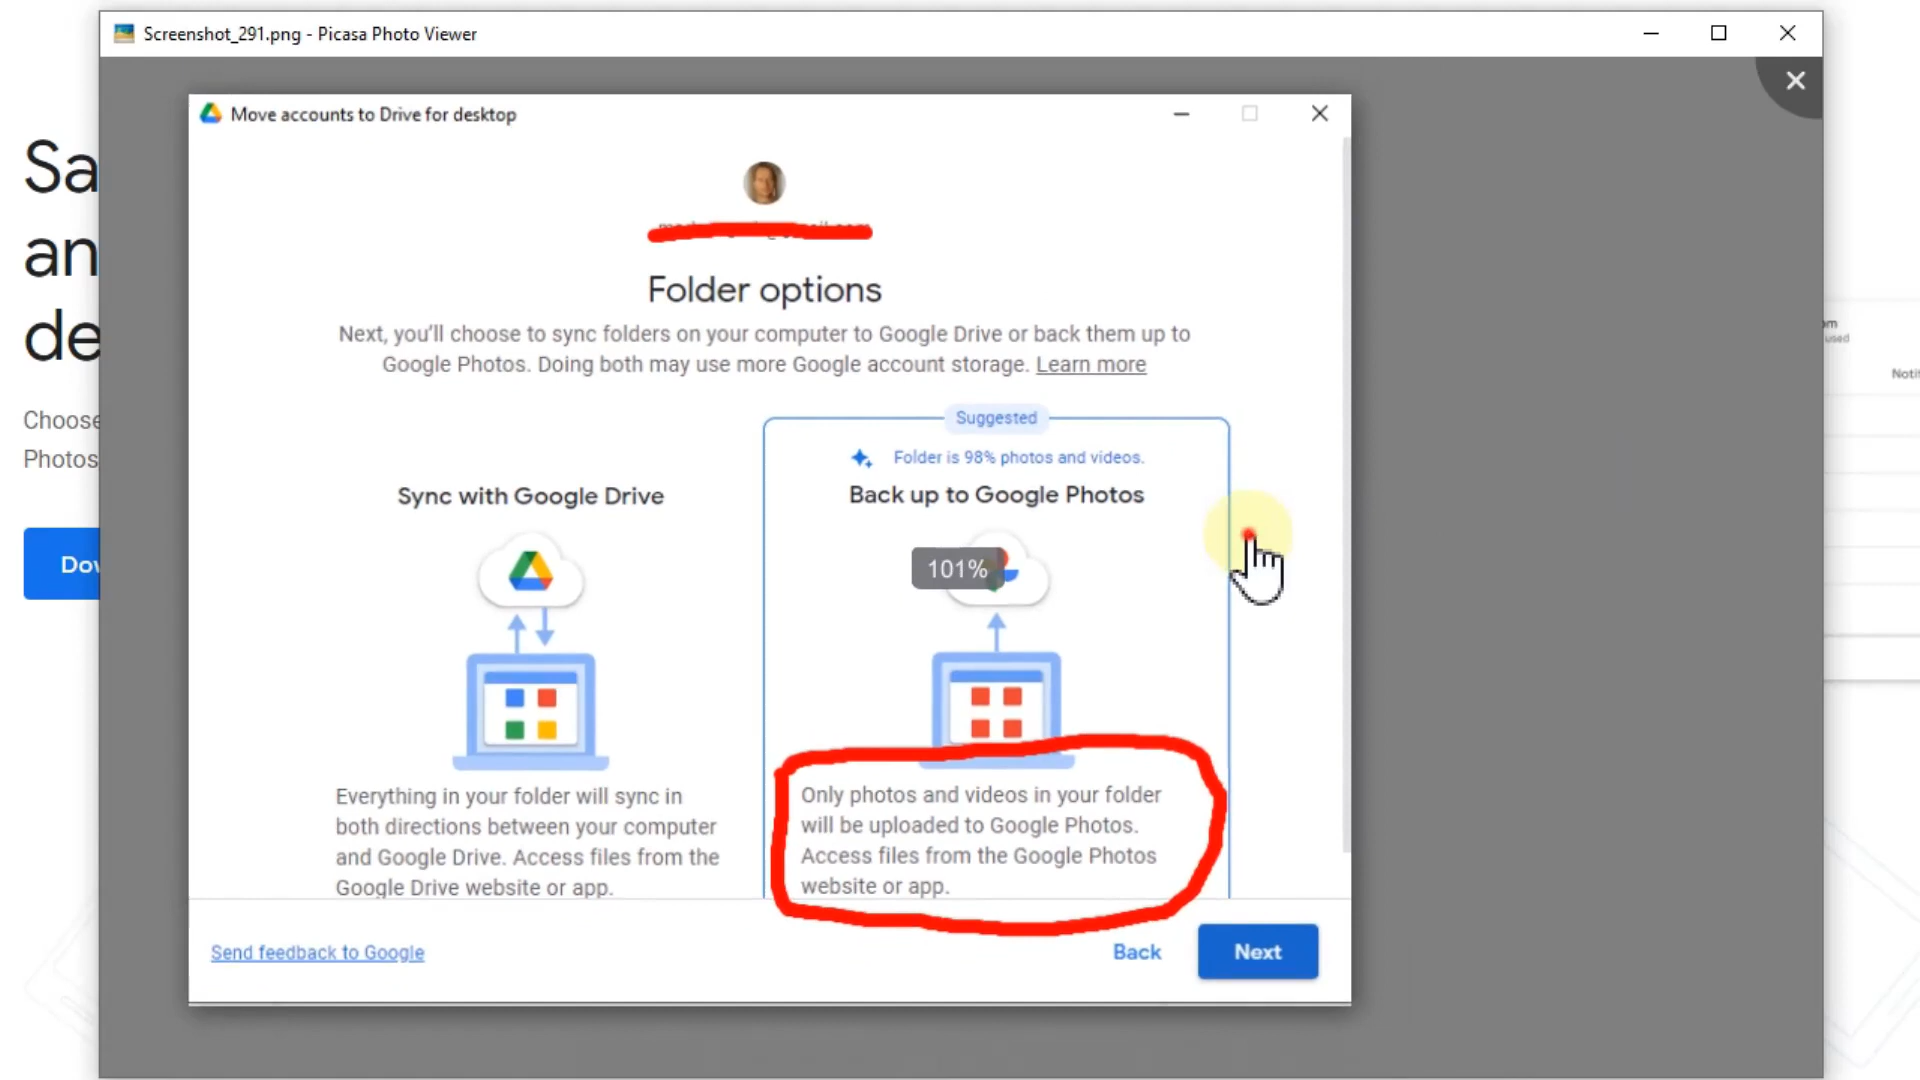 Screenshot_291.png - Picasa Photo Viewer
Move accounts to Drive for desktop
Sa
an
de
Folder options
Next, you'll choose to sync folders on your computer to Google Drive or back them up to
Google Photos. Doing both may use more Google account storage. Learn more
Choose
Photos
Dow
Suggested
Folder is 98% photos and videos.
Sync with Google Drive
Back up to Google Photos
101%
Everything in your folder will sync in
both directions between your computer
and Google Drive. Access files from the
Google Drive website or app.
Only photos and videos in your folder
will be uploaded to Google Photos.
Access files from the Google Photos
website or app.
Send feedback to Google
Back
Next
om
used
Noti